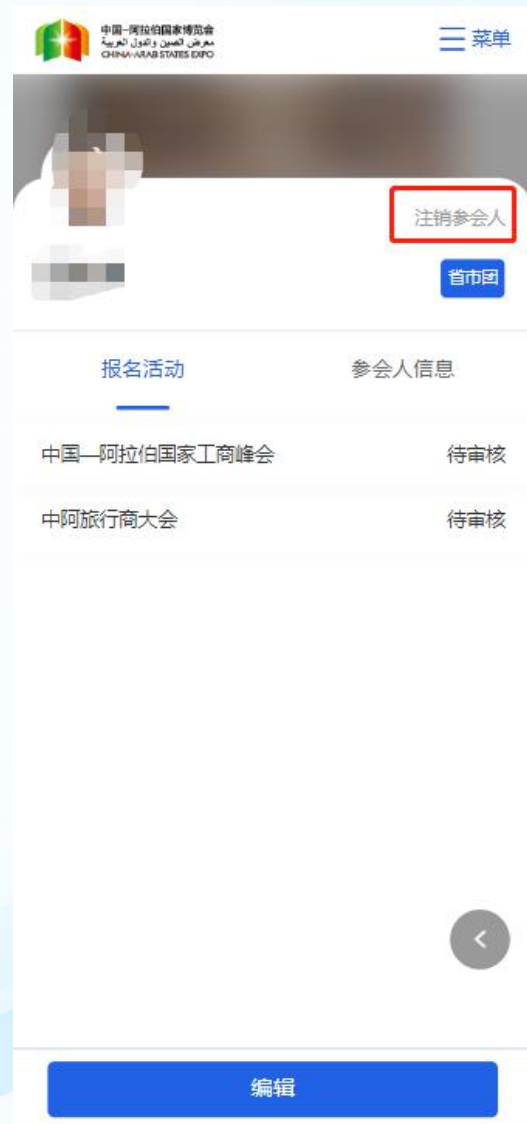 中国–阿拉伯国家博览会
معرض الصين والدول العربية
CHINA-ARAB STATES EXPO
菜单
注销参会人
省市团
报名活动
参会人信息
中国—阿拉伯国家工商峰会
待审核
中阿旅行商大会
待审核
编辑